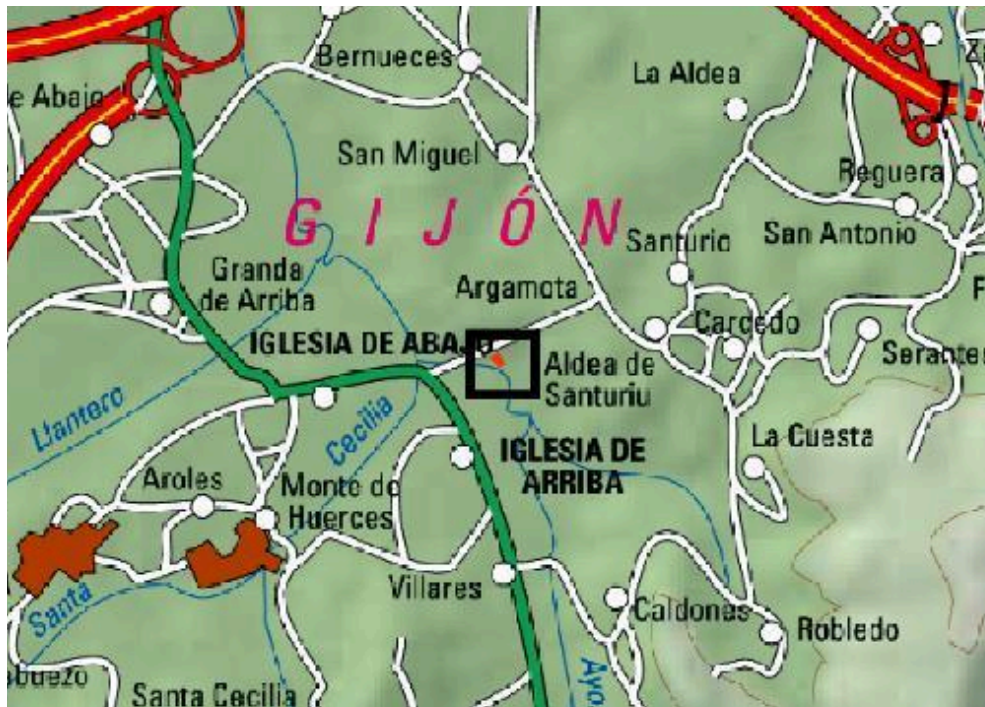 Bernueces
La Aldea
e Abajo
San Miguel
Reguera
GIJÓN
Santurio
San Antonio
Granda
de Arriba
Argamota
IGLESIA DE ABAJO
Carcedo
Aldea de
Santuriu
Llantero
Cecilia
La Cuesta
IGLESIA DE
ARRIBA
Aroles
Monte de
Huerces
Villares
Santa
Caldones
Robledo
Santa Cecilia